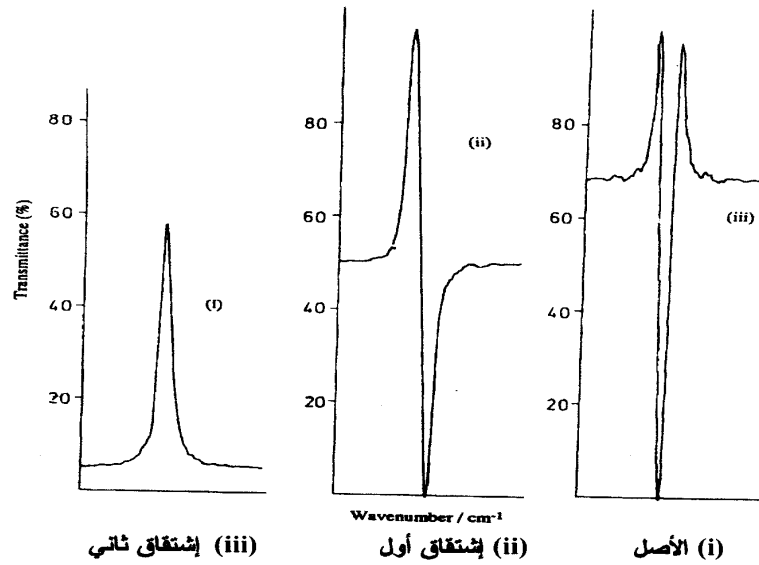 80
60
40
20
Transmittance (%)
(I)
80
60
40
20
(ii)
80
60
40
20
(iii)
Wavenumber / cm-1
(i) الأصل
(ii) إشتقاق أول
(iii) إشتقاق ثاني